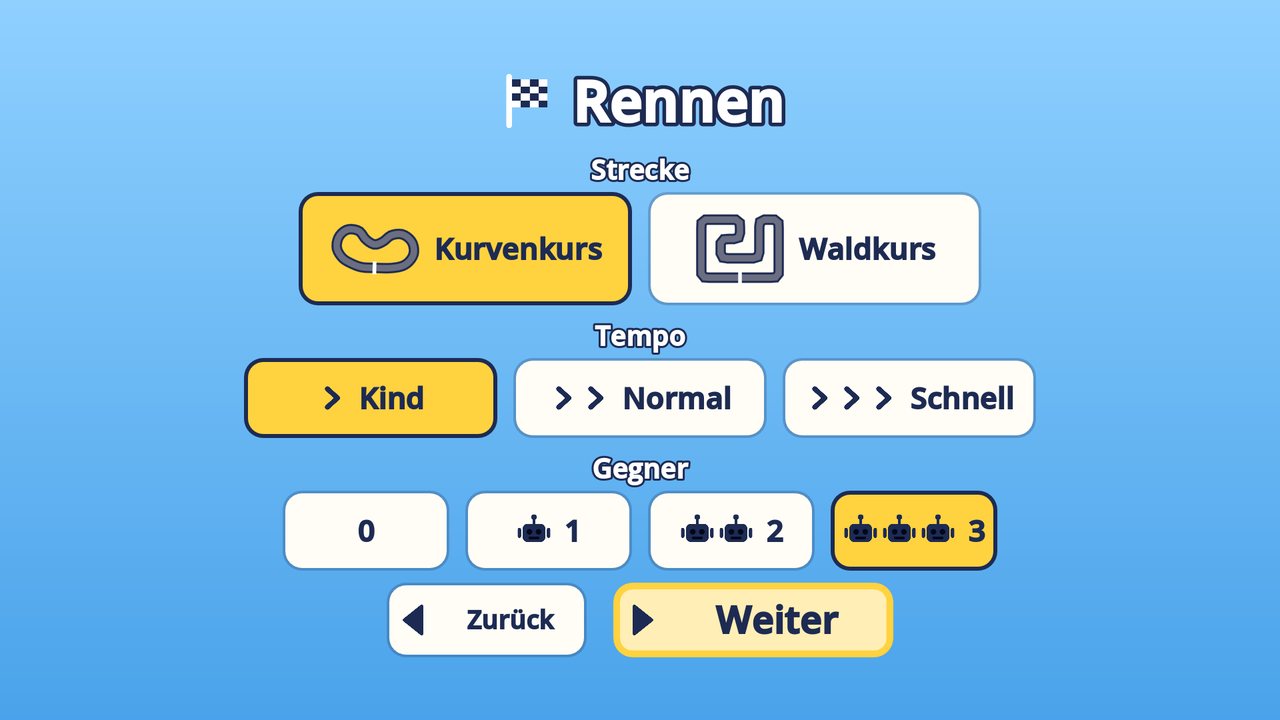 Rennen
Strecke
Kurvenkurs Waldkurs
Tempo
Kind Normal Schnell
Gegner
0 1 2 3
Zurück Weiter